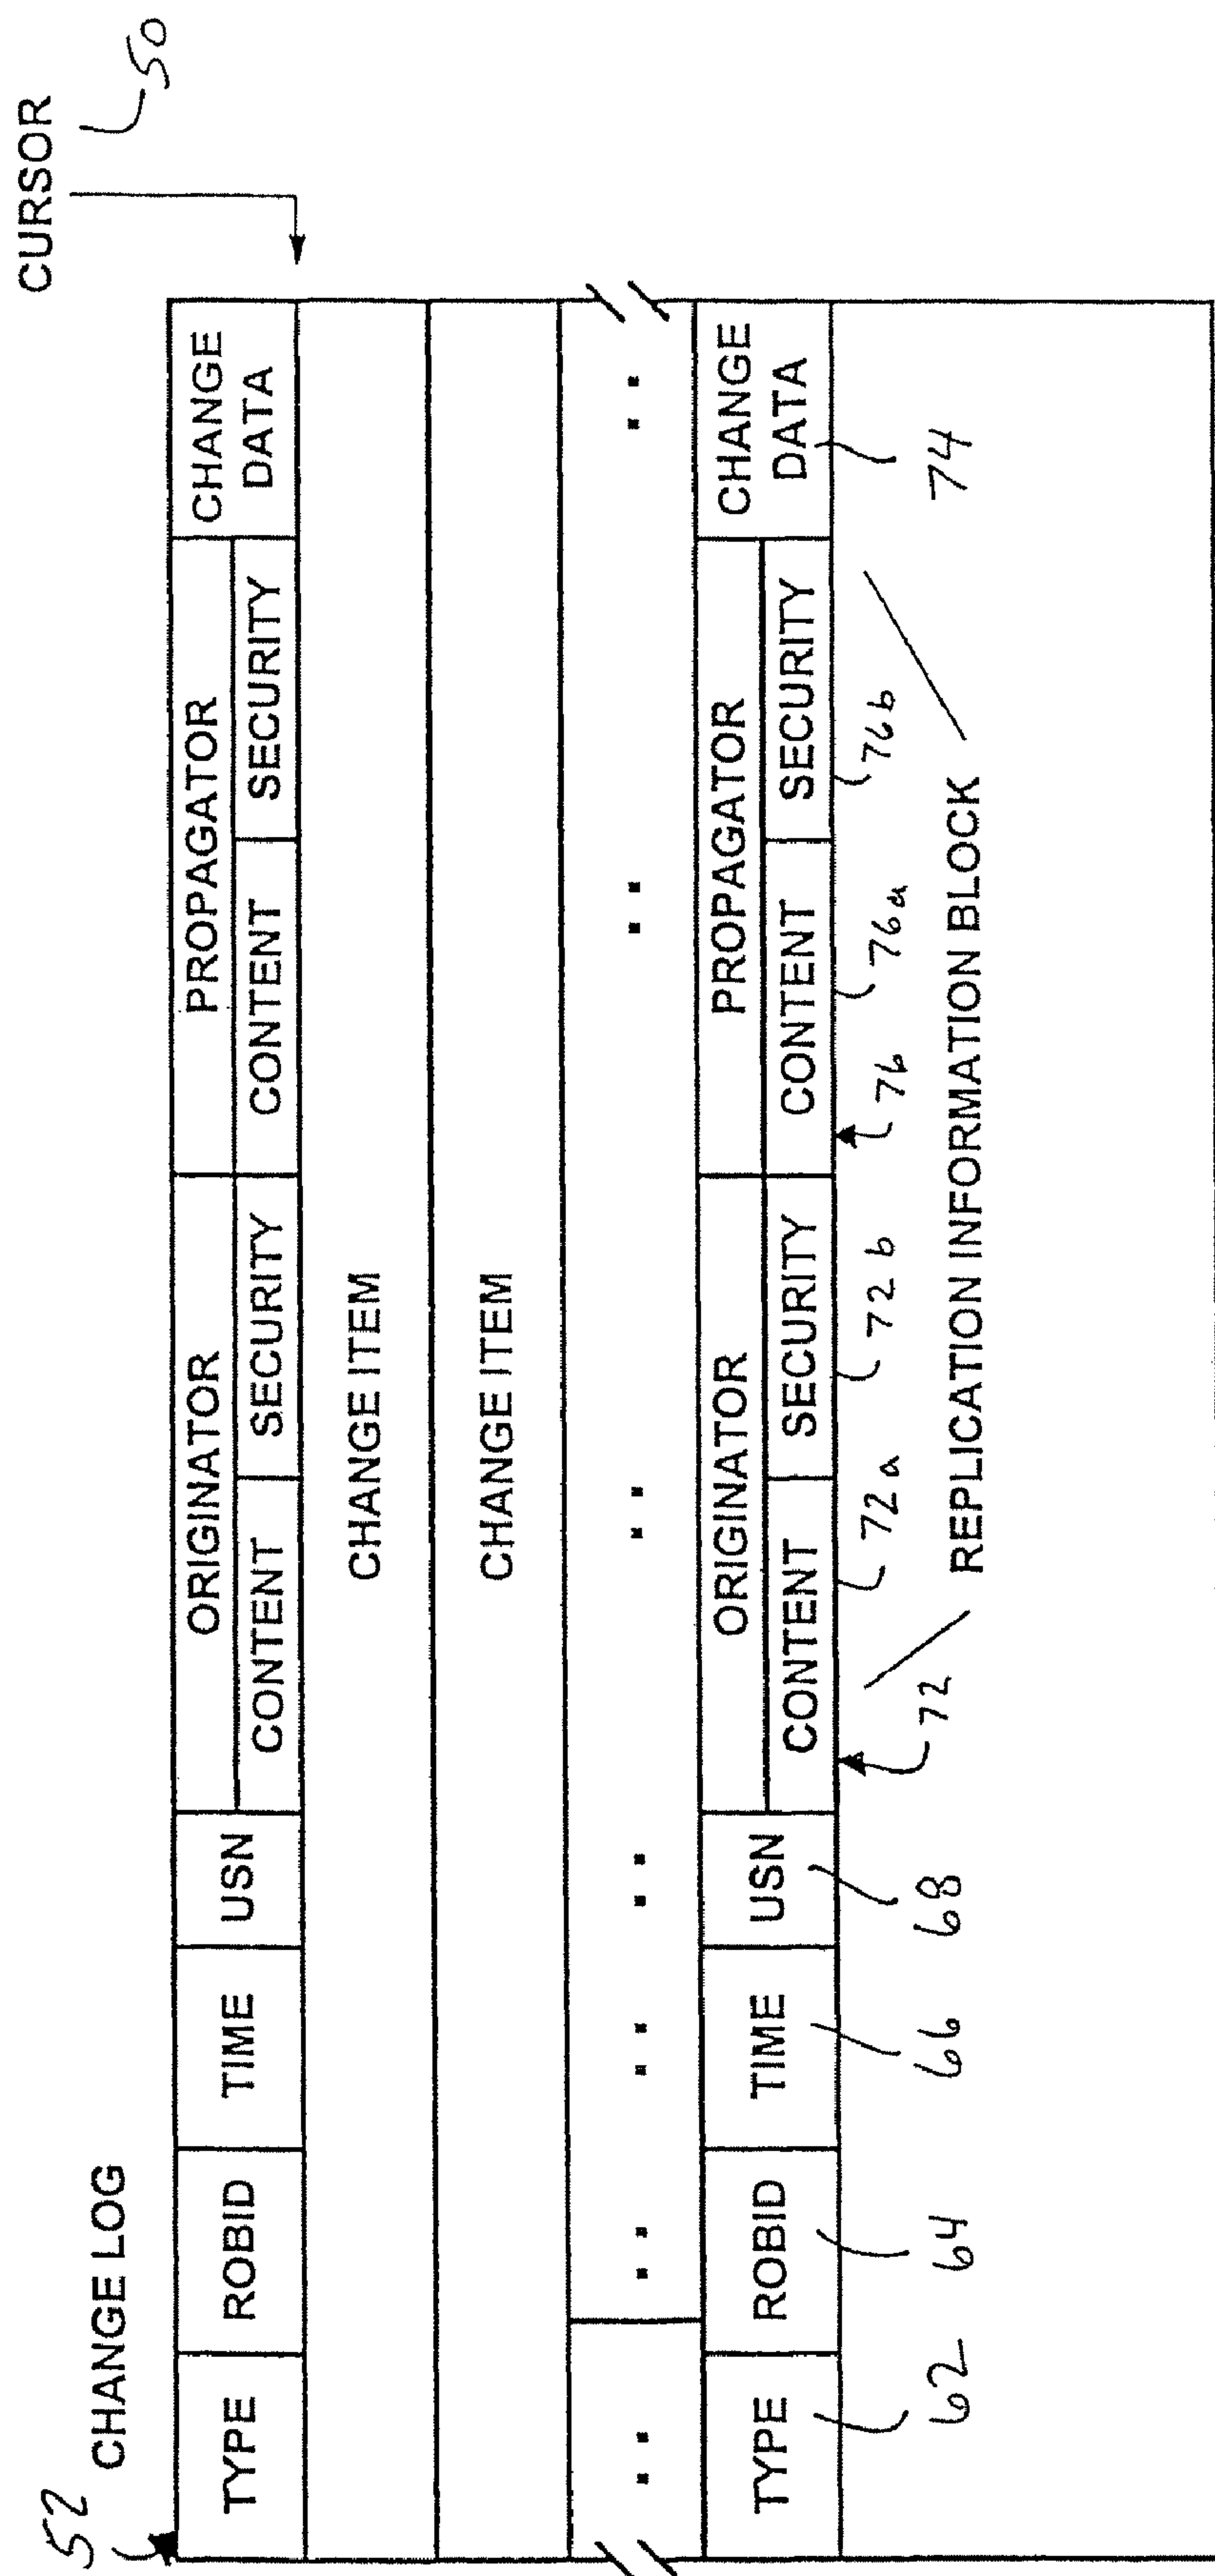 CURSOR
50
52
CHANGE LOG
TYPE ROBID TIME USN ORIGINATOR PROPAGATOR CHANGE DATA
CONTENT SECURITY CONTENT SECURITY
CHANGE ITEM
CHANGE ITEM
TYPE ROBID TIME USN ORIGINATOR PROPAGATOR CHANGE DATA
CONTENT SECURITY CONTENT SECURITY
62 64 66 68 72 72a 72b 76 76a 76b 74
REPLICATION INFORMATION BLOCK